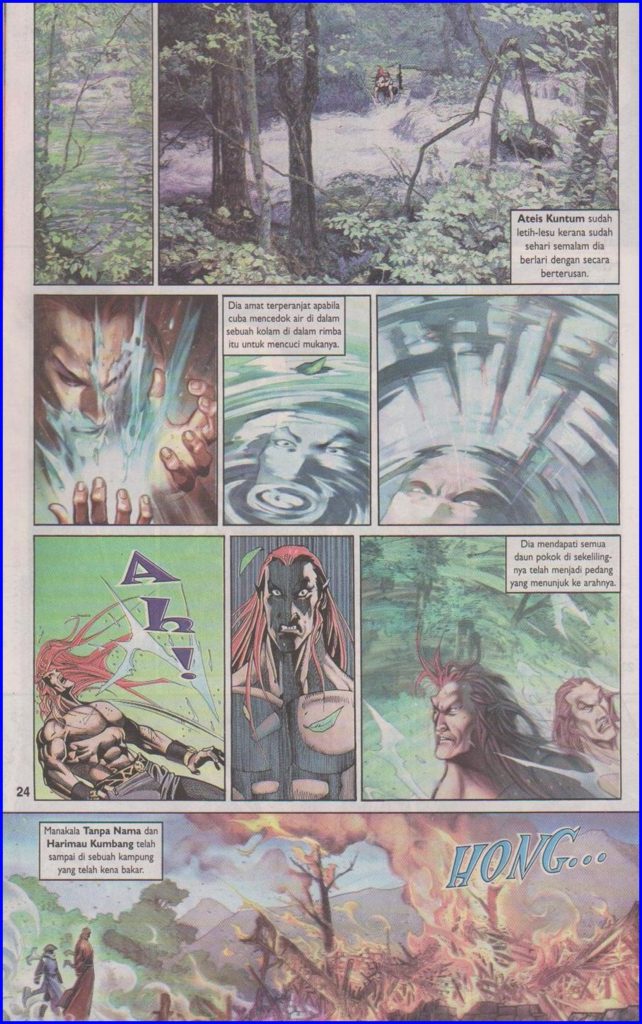 Ateis Kuntum sudah
letih-lesu kerana sudah
sehari semalam dia
berlari dengan secara
berterusan.
Dia amat terperanjat apabila
cuba mencedok air di dalam
sebuah kolam di dalam rimba
itu untuk mencuci mukanya.
Ah!
Dia mendapati semua
daun pokok di sekeliling-
nya telah menjadi pedang
yang menunjuk ke arahnya.
24
Manakala Tanpa Nama dan
Harimau Kumbang telah
sampai di sebuah kampung
yang telah kena bakar.
HONG...